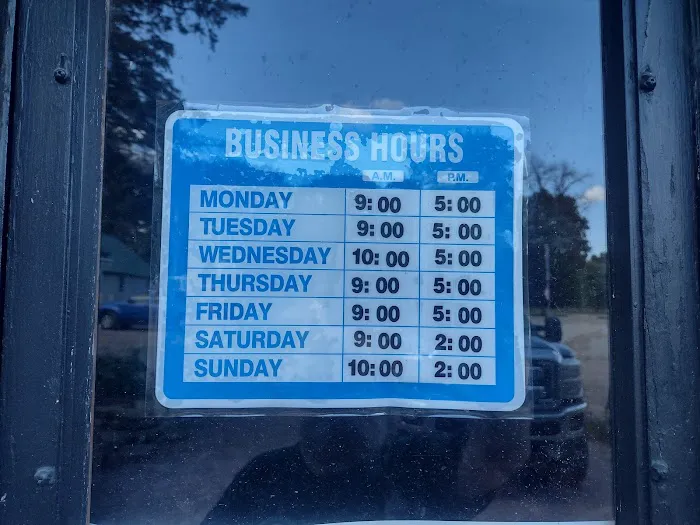 BUSINESS HOURS
A.M. P.M.
MONDAY 9:00 5:00
TUESDAY 9:00 5:00
WEDNESDAY 10:00 5:00
THURSDAY 9:00 5:00
FRIDAY 9:00 5:00
SATURDAY 9:00 2:00
SUNDAY 10:00 2:00